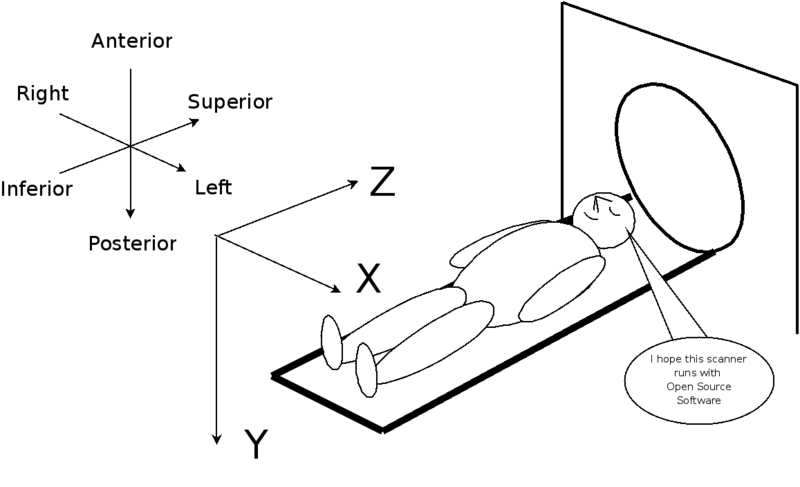 Anterior
Right
Superior
Inferior
Left
Posterior
Z
X
Y
I hope this scanner
runs with
Open Source
Software